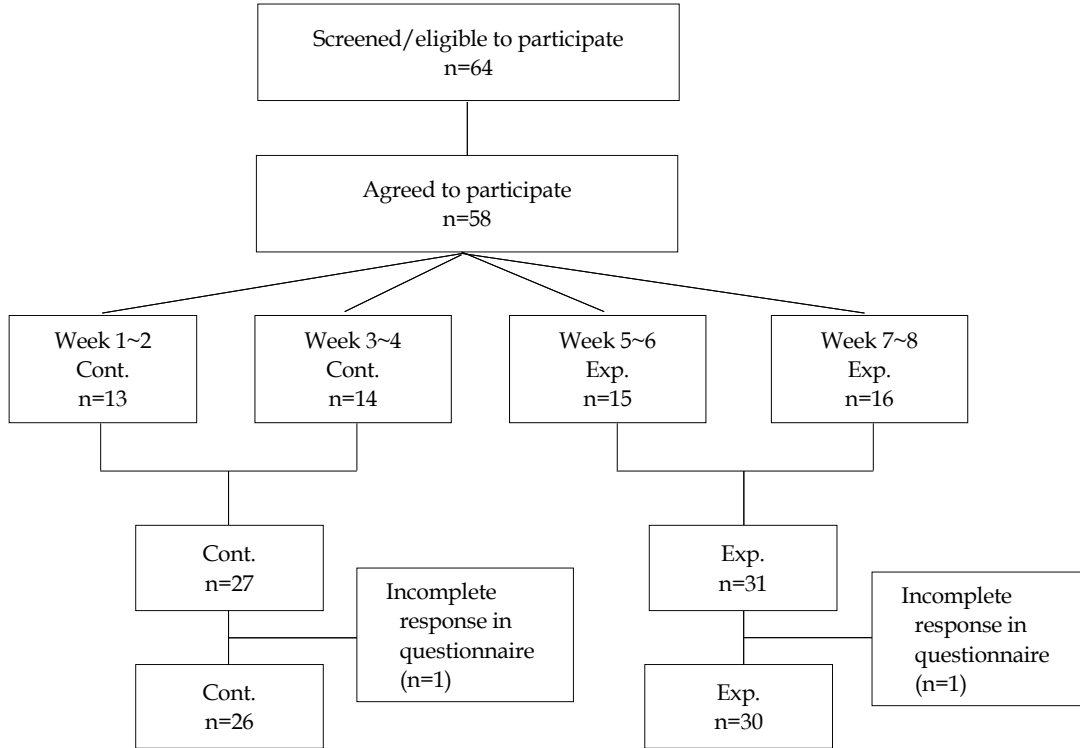 Screened/eligible to participate
n=64
Agreed to participate
n=58
Week 1~2
Cont.
n=13
Week 3~4
Cont.
n=14
Week 5~6
Exp.
n=15
Week 7~8
Exp.
n=16
Cont.
n=27
Incomplete
response in
questionnaire
(n=1)
Cont.
n=26
Exp.
n=31
Incomplete
response in
questionnaire
(n=1)
Exp.
n=30